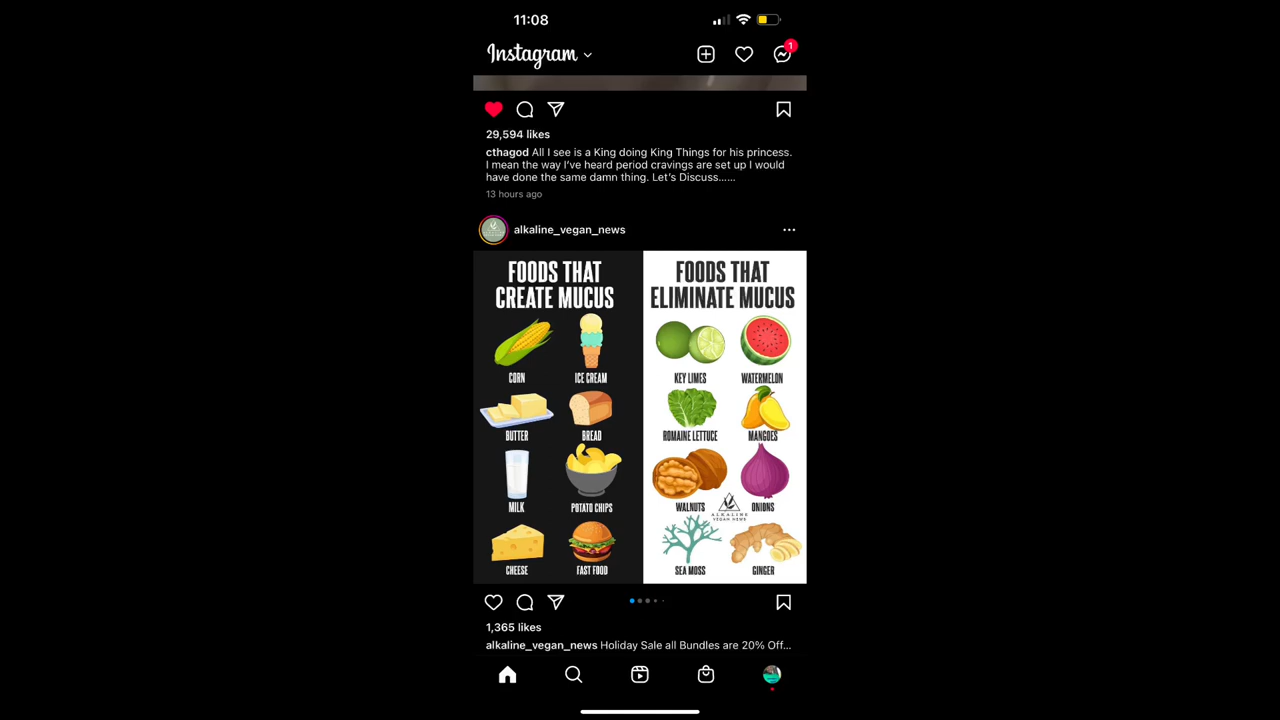 11:08
Instagram
1
29,594 likes
cthagod All I see is a King doing King Things for his princess.
I mean the way I've heard period cravings are set up I would
have done the same damn thing. Let's Discuss......
13 hours ago
alkaline_vegan_news
FOODS THAT
CREATE MUCUS
CORN
ICE CREAM
BUTTER
BREAD
MILK
POTATO CHIPS
CHEESE
FAST FOOD
FOODS THAT
ELIMINATE MUCUS
KEY LIMES
WATERMELON
ROMAINE LETTUCE
MANGOES
WALNUTS
ONIONS
ALKALINE
VEGAN NEWS
SEA MOSS
GINGER
1,365 likes
alkaline_vegan_news Holiday Sale all Bundles are 20% Off...